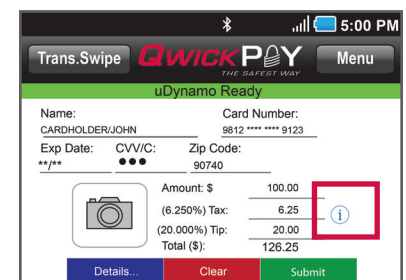 5:00 PM
Trans.Swipe QWICKPAY Menu
THE SAFEST WAY
uDynamo Ready
Name: Card Number:
CARDHOLDER/JOHN 9812 **** **** 9123
Exp Date: CVV/C: Zip Code:
**/** ●●● 90740
Amount: $ 100.00
(6.250%) Tax: 6.25
(20.000%) Tip: 20.00
Total ($): 126.25
Details... Clear Submit